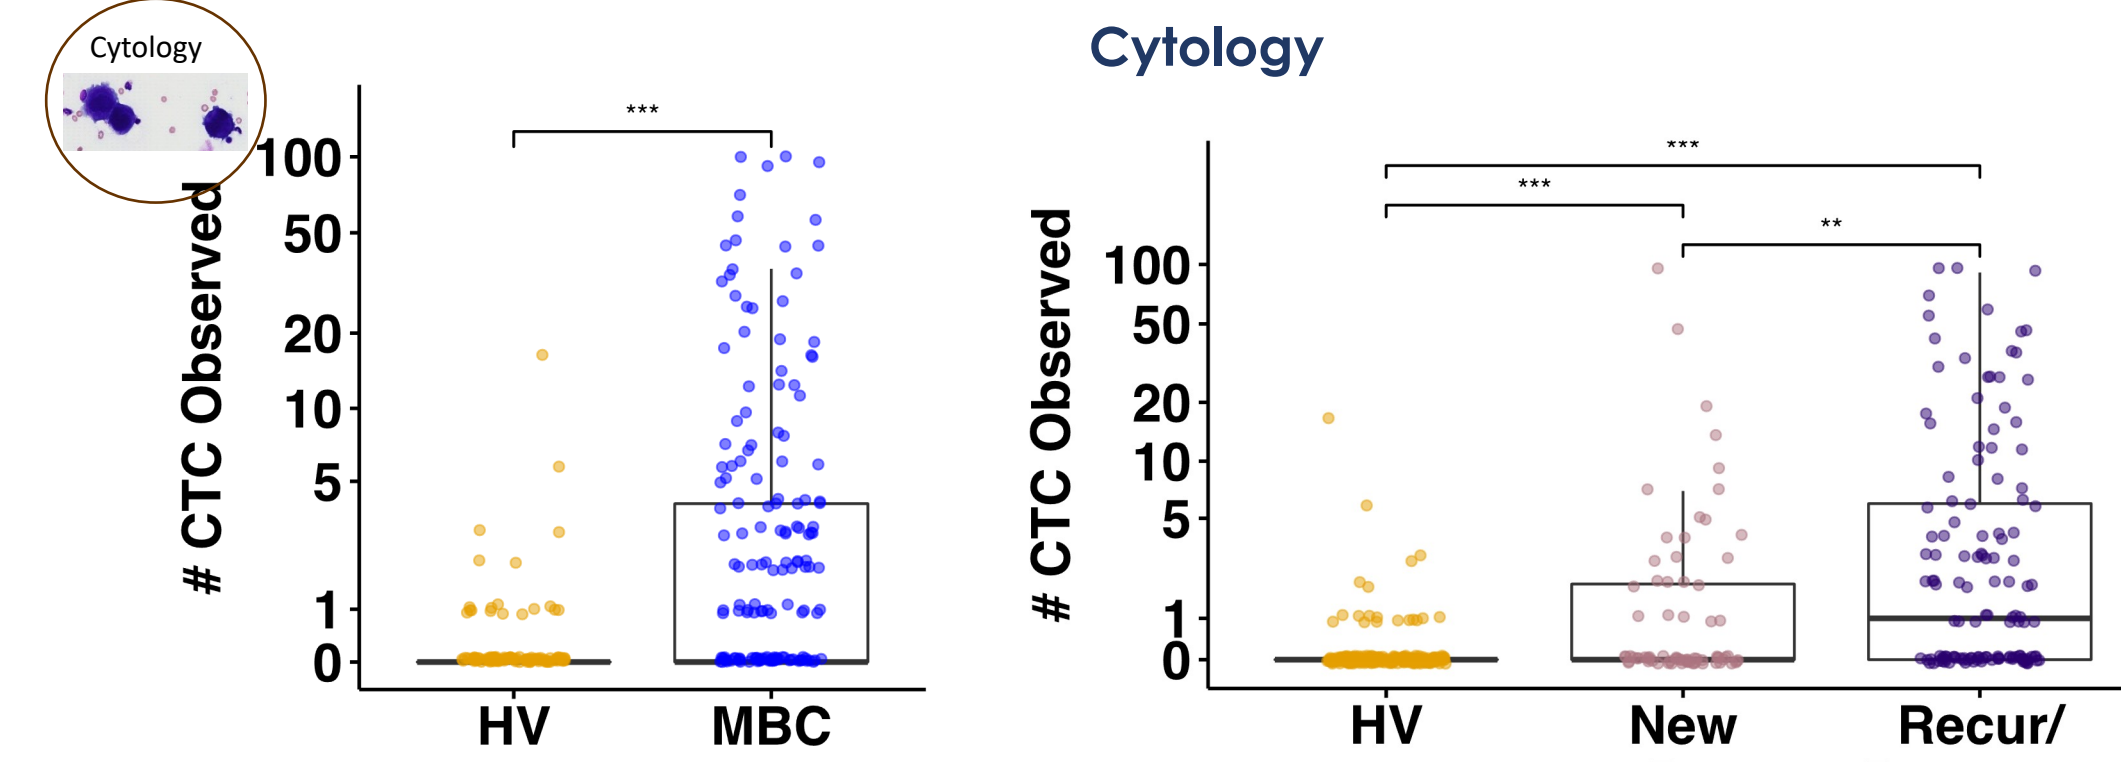 Cytology
Cytology
***
100
50
20
10
5
1
0
# CTC Observed
HV
MBC
***
***
**
100
50
20
10
5
1
0
# CTC Observed
HV
New
Recur/